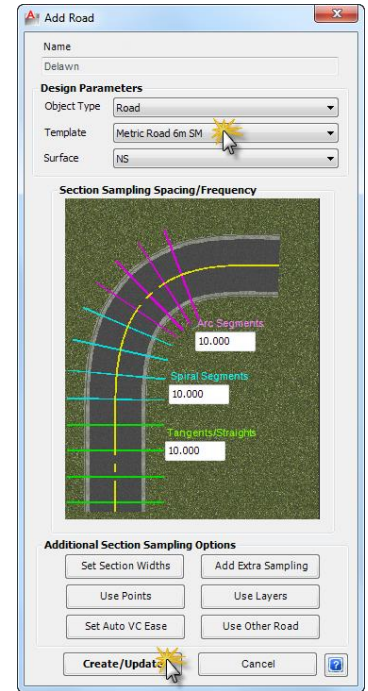 Add Road
Name
Delawn
Design Parameters
Object Type Road
Template Metric Road 6m SM
Surface NS
Section Sampling Spacing/Frequency
Arc Segments
10.000
Spiral Segments
10.000
Tangents/Straights
10.000
Additional Section Sampling Options
Set Section Widths Add Extra Sampling
Use Points Use Layers
Set Auto VC Ease Use Other Road
Create/Update Cancel ?